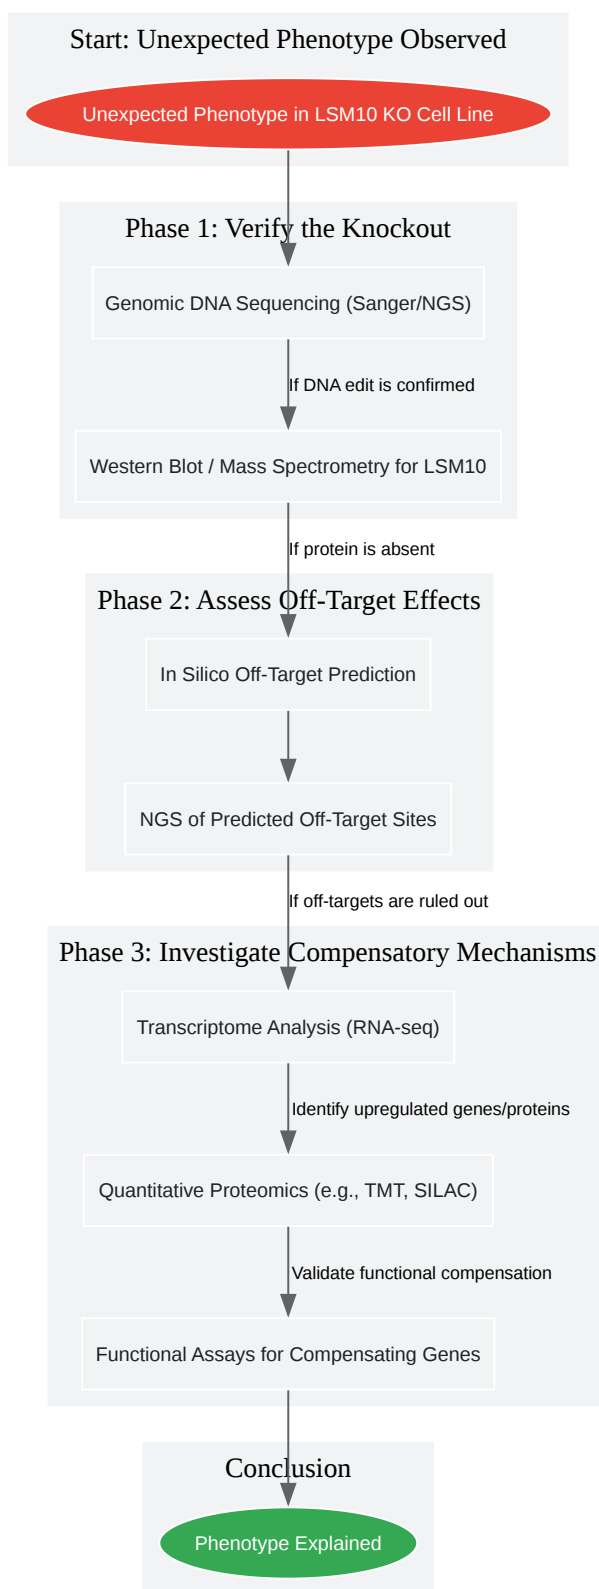 Start: Unexpected Phenotype Observed
Unexpected Phenotype in LSM10 KO Cell Line
Phase 1: Verify the Knockout
Genomic DNA Sequencing (Sanger/NGS)
If DNA edit is confirmed
Western Blot / Mass Spectrometry for LSM10
If protein is absent
Phase 2: Assess Off-Target Effects
In Silico Off-Target Prediction
NGS of Predicted Off-Target Sites
If off-targets are ruled out
Phase 3: Investigate Compensatory Mechanisms
Transcriptome Analysis (RNA-seq)
Identify upregulated genes/proteins
Quantitative Proteomics (e.g., TMT, SILAC)
Validate functional compensation
Functional Assays for Compensating Genes
Conclusion
Phenotype Explained